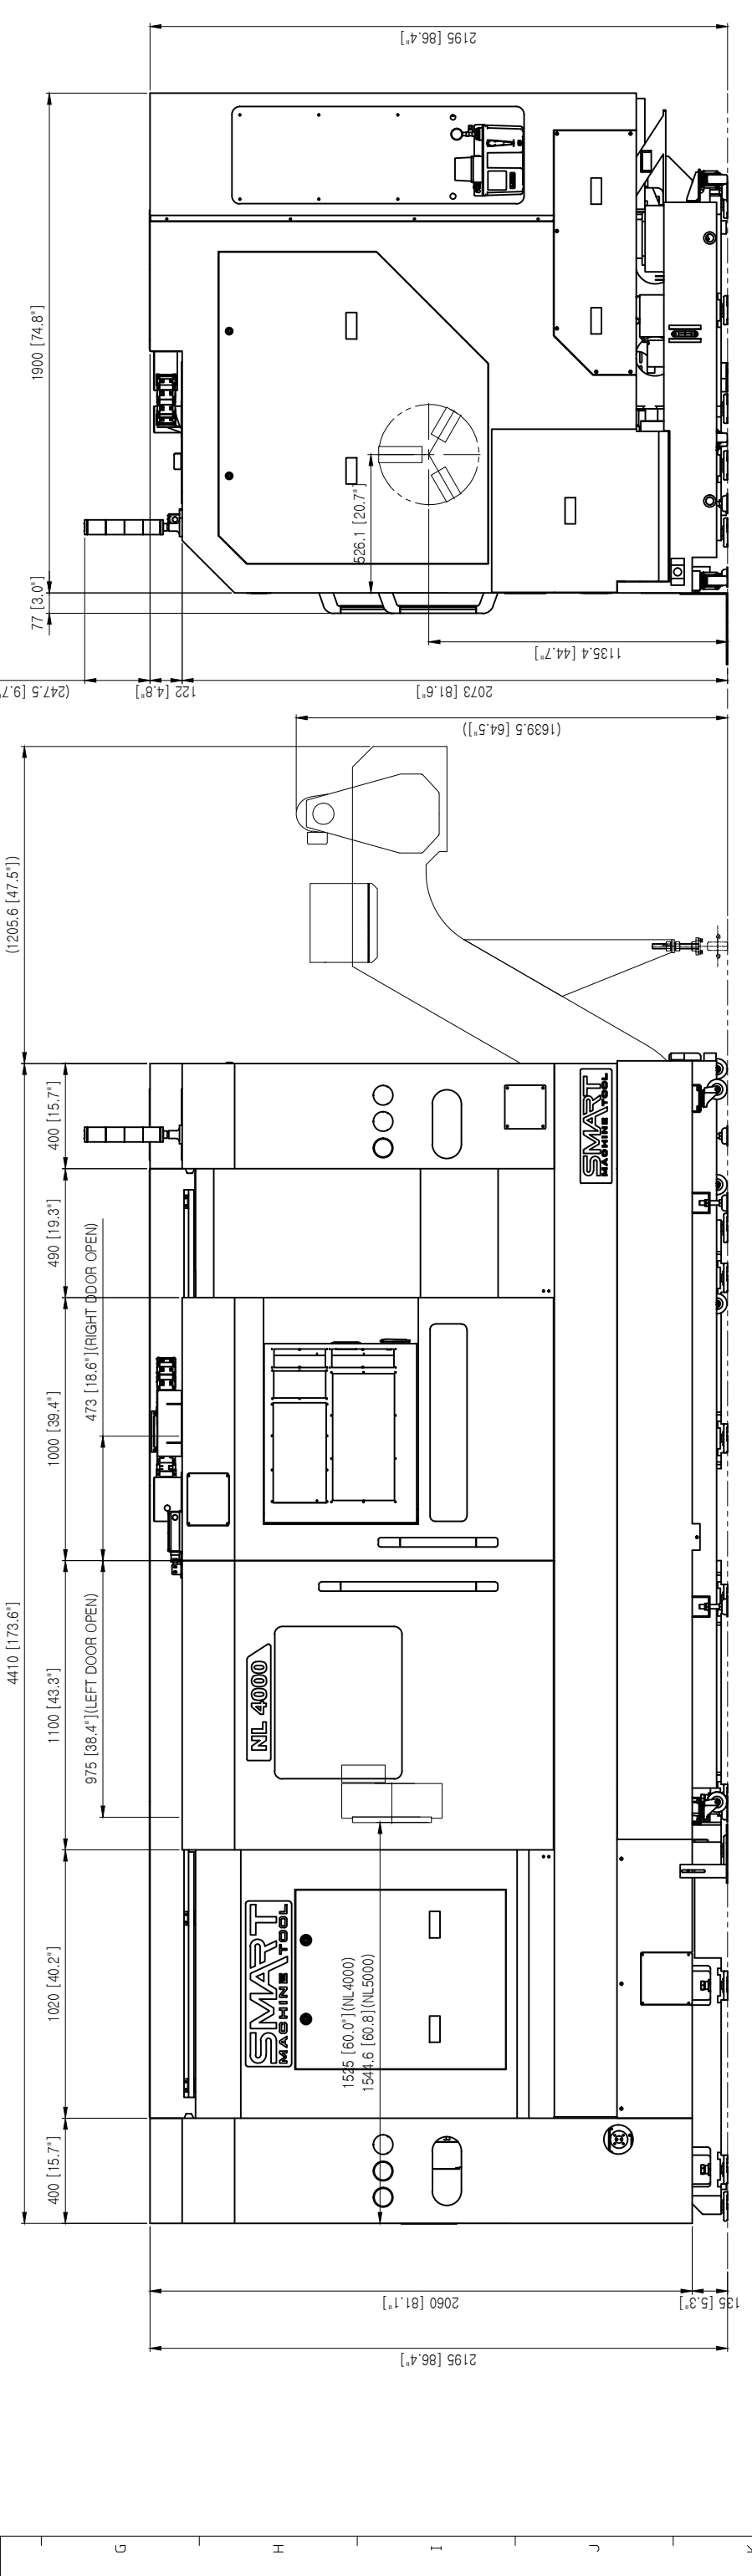 2195 [86.4"]
1900 [74.8"]
77 [3.0"]
526.1 [20.7"]
1135.4 [44.7"]
(247.5 [9.7"
122 [4.8"]
2073 [81.6"]
(1639.5 [64.5"])
(1205.6 [47.5"])
400 [15.7"]
490 [19.3"]
473 [18.6"](RIGHT DOOR OPEN)
1000 [39.4"]
4410 [173.6"]
1100 [43.3"]
975 [38.4"](LEFT DOOR OPEN)
1020 [40.2"]
400 [15.7"]
SMART
MACHINE TOOL
NL 4000
SMART
MACHINE TOOL
1525 [60.0"](NL4000)
1544.6 [60.8](NL5000)
2060 [81.1"]
135 [5.3"]
2195 [86.4"]
G
H
I
J
K